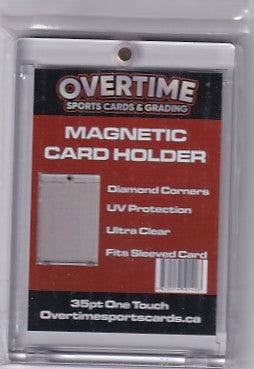 OVERTIME
SPORTS CARDS & GRADING
MAGNETIC
CARD HOLDER
Diamond Corners
UV Protection
Ultra Clear
Fits Sleeved Card
35pt One Touch
Overtimesportscards.ca